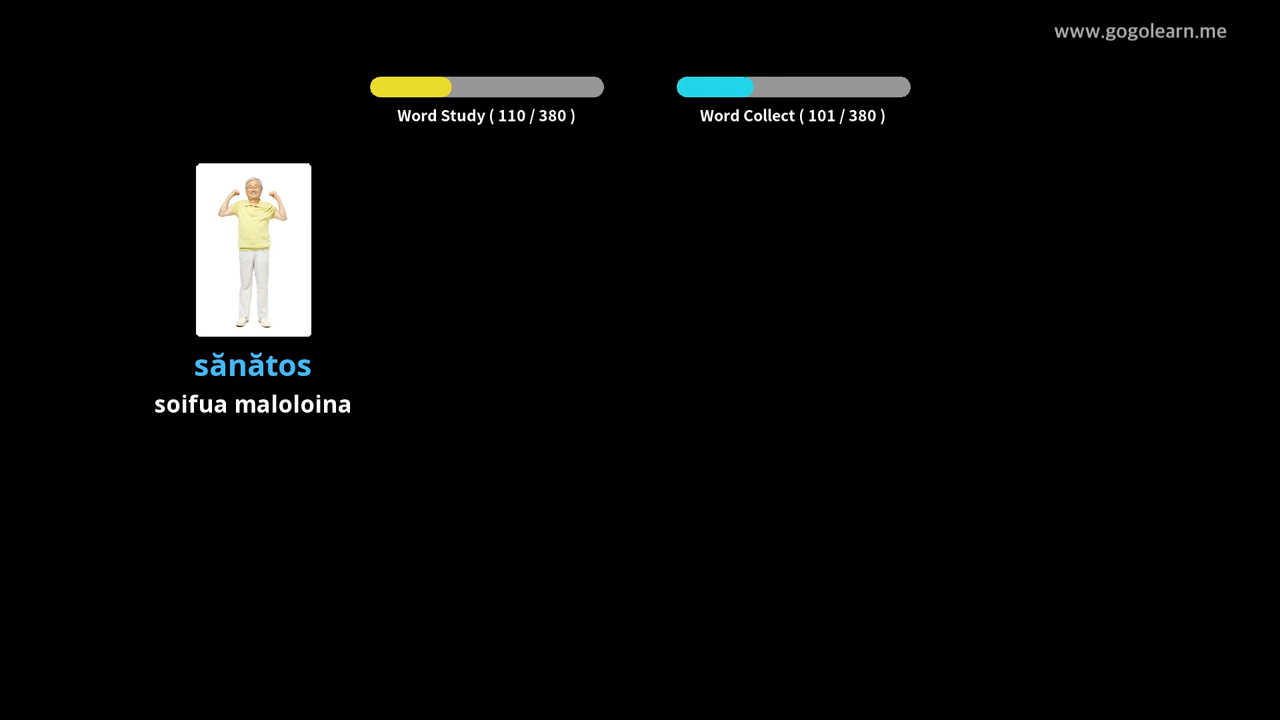 www.gogolearn.me
Word Study ( 110 / 380 )
Word Collect ( 101 / 380 )
sănătos
soifua maloloina